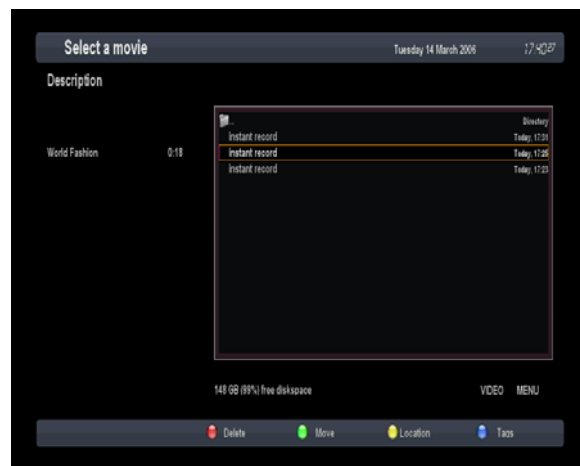 Select a movie Tuesday 14 March 2006 17:40:27
Description
.. Directory
Instant record Today, 17:31
World Fashion 0:18 Instant record Today, 17:25
Instant record Today, 17:23
148 GB (99%) free diskspace VIDEO MENU
Delete Move Location Tags